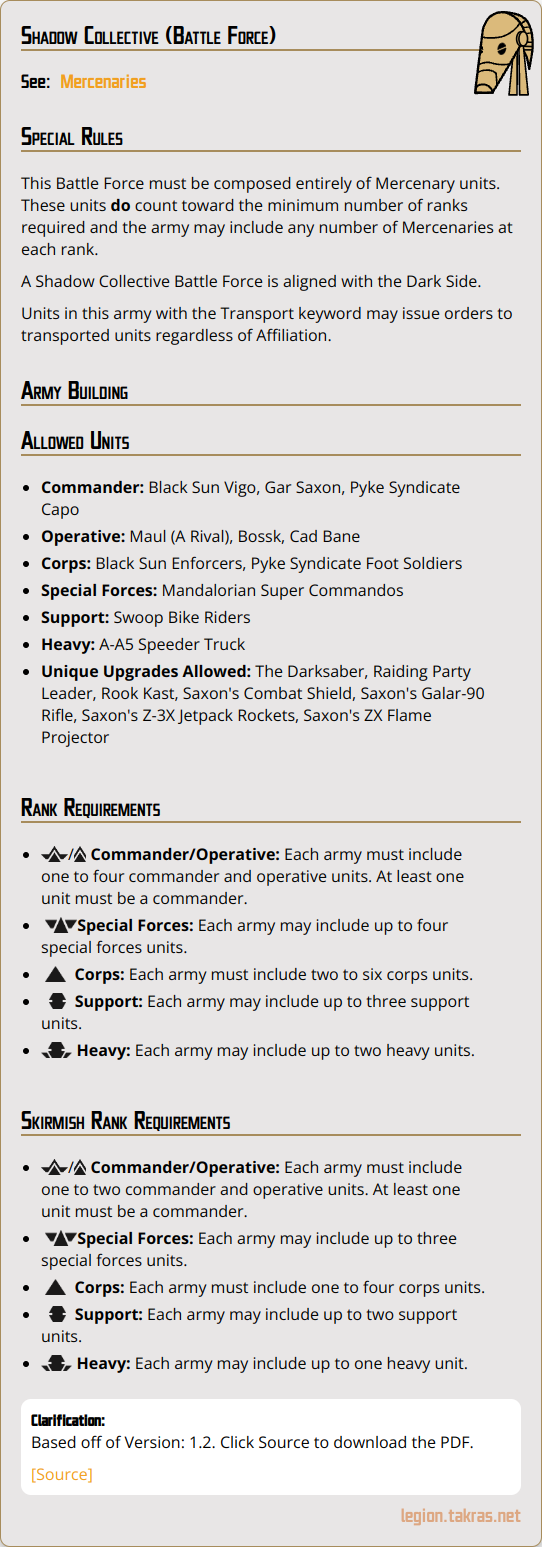 Shadow Collective (Battle Force)
See: Mercenaries
Special Rules
This Battle Force must be composed entirely of Mercenary units.
These units do count toward the minimum number of ranks
required and the army may include any number of Mercenaries at
each rank.
A Shadow Collective Battle Force is aligned with the Dark Side.
Units in this army with the Transport keyword may issue orders to
transported units regardless of Affiliation.
Army Building
Allowed Units
Commander: Black Sun Vigo, Gar Saxon, Pyke Syndicate
Capo
Operative: Maul (A Rival), Bossk, Cad Bane
Corps: Black Sun Enforcers, Pyke Syndicate Foot Soldiers
Special Forces: Mandalorian Super Commandos
Support: Swoop Bike Riders
Heavy: A-A5 Speeder Truck
Unique Upgrades Allowed: The Darksaber, Raiding Party
Leader, Rook Kast, Saxon's Combat Shield, Saxon's Galar-90
Rifle, Saxon's Z-3X Jetpack Rockets, Saxon's ZX Flame
Projector
Rank Requirements
/ Commander/Operative: Each army must include
one to four commander and operative units. At least one
unit must be a commander.
Special Forces: Each army may include up to four
special forces units.
Corps: Each army must include two to six corps units.
Support: Each army may include up to three support
units.
Heavy: Each army may include up to two heavy units.
Skirmish Rank Requirements
/ Commander/Operative: Each army must include
one to two commander and operative units. At least one
unit must be a commander.
Special Forces: Each army may include up to three
special forces units.
Corps: Each army must include one to four corps units.
Support: Each army may include up to two support
units.
Heavy: Each army may include up to one heavy unit.
Clarification:
Based off of Version: 1.2. Click Source to download the PDF.
[Source]
legion.takras.net